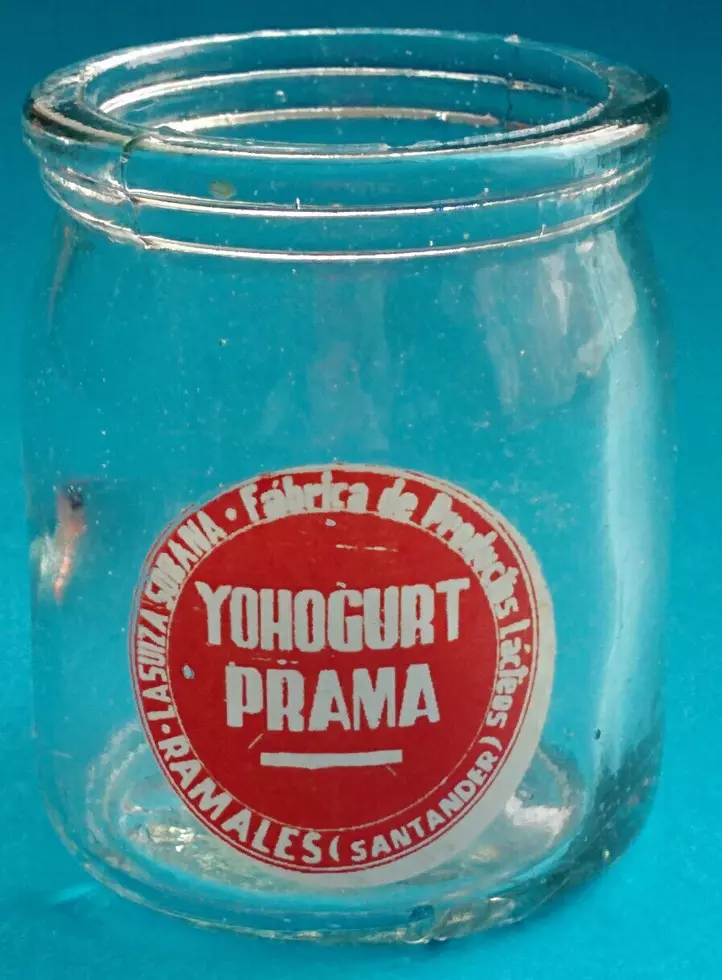 LA SUIZA SOBANA · Fábrica de Productos Lácteos
YOHOGURT
PRAMA
· RAMALES (SANTANDER)